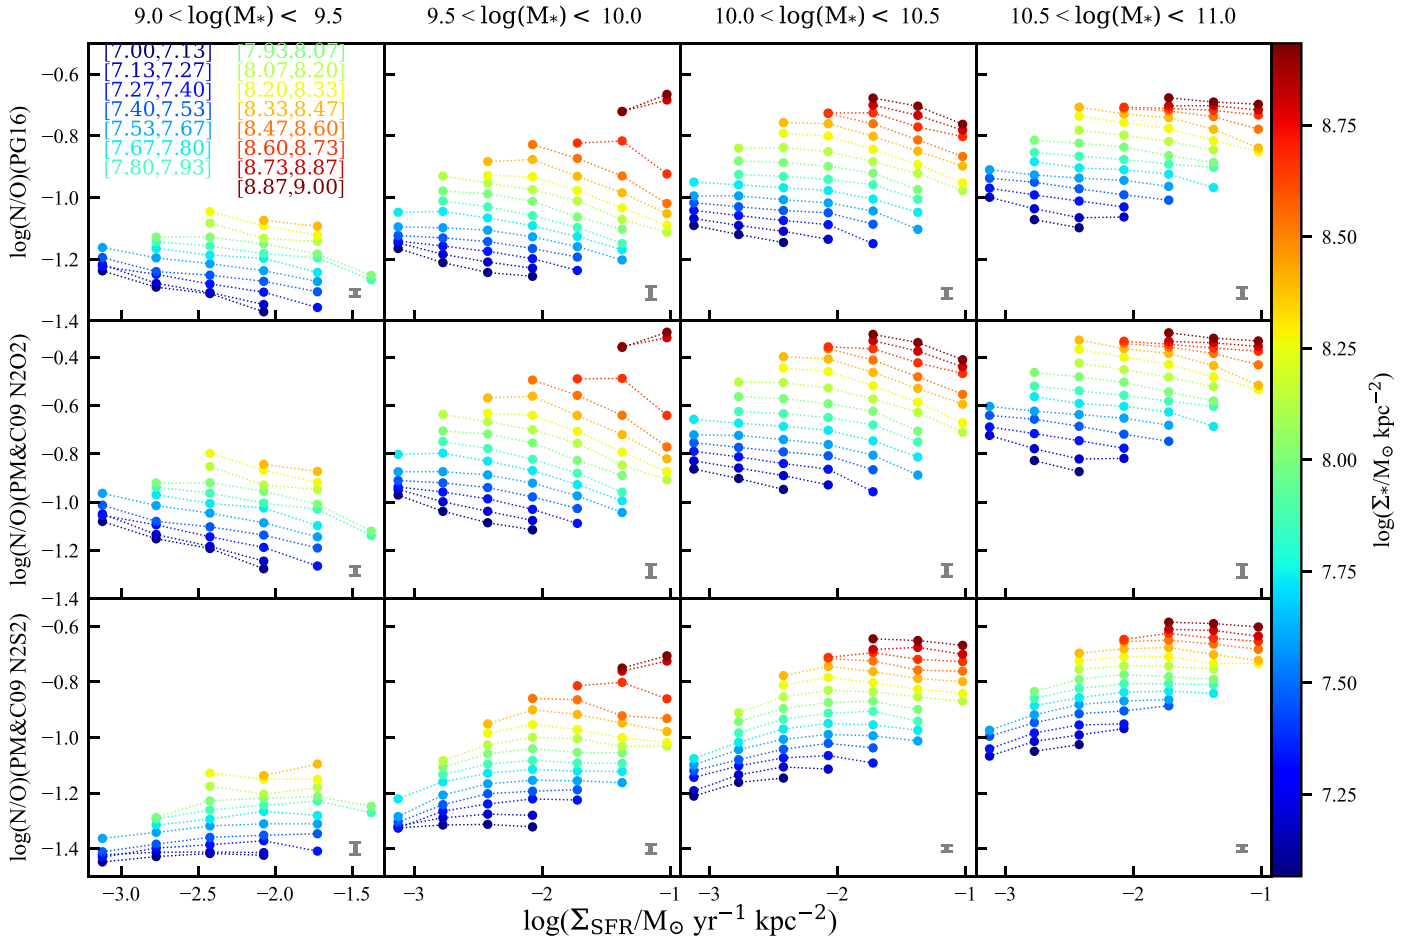 9.0 < log(M∗) < 9.5
9.5 < log(M∗) < 10.0
10.0 < log(M∗) < 10.5
10.5 < log(M∗) < 11.0
log(N/O)(PG16)
−0.6
−0.8
−1.0
−1.2
−1.4
[7.00,7.13]
[7.13,7.27]
[7.27,7.40]
[7.40,7.53]
[7.53,7.67]
[7.67,7.80]
[7.80,7.93]
[7.93,8.07]
[8.07,8.20]
[8.20,8.33]
[8.33,8.47]
[8.47,8.60]
[8.60,8.73]
[8.73,8.87]
[8.87,9.00]
log(N/O)(PM&C09 N2O2)
−0.4
−0.6
−0.8
−1.0
−1.2
−1.4
log(N/O)(PM&C09 N2S2)
−0.6
−0.8
−1.0
−1.2
−1.4
−3.0 −2.5 −2.0 −1.5
−3 −2 −1
−3 −2 −1
−3 −2 −1
log(Σ_SFR/M⊙ yr⁻¹ kpc⁻²)
8.75
8.50
8.25
8.00
7.75
7.50
7.25
log(Σ∗/M⊙ kpc⁻²)